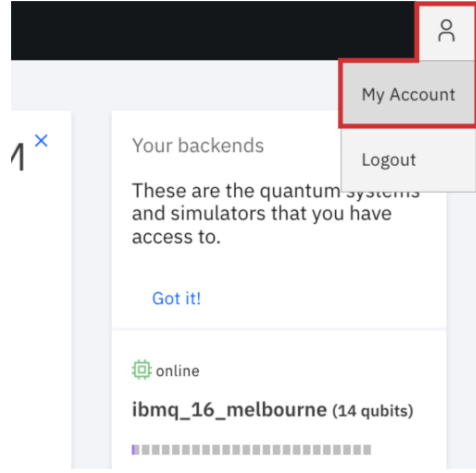 My Account
Logout
Your backends
These are the quantum systems
and simulators that you have
access to.
Got it!
online
ibmq_16_melbourne (14 qubits)